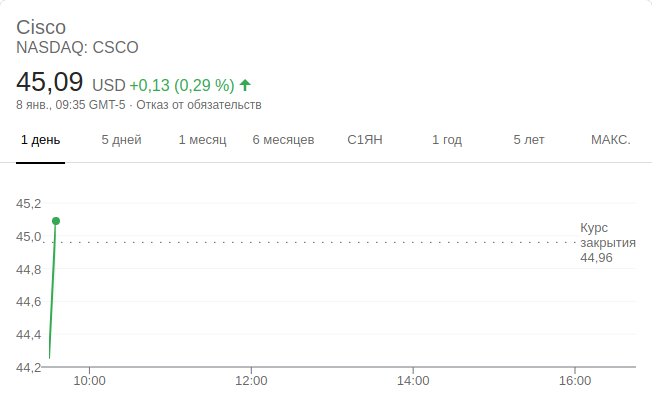 Cisco
NASDAQ: CSCO
45,09 USD +0,13 (0,29 %)
8 янв., 09:35 GMT-5 · Отказ от обязательств
1 день 5 дней 1 месяц 6 месяцев С1ЯН 1 год 5 лет МАКС.
45,2
45,0
44,8
44,6
44,4
44,2
Курс
закрытия
44,96
10:00 12:00 14:00 16:00